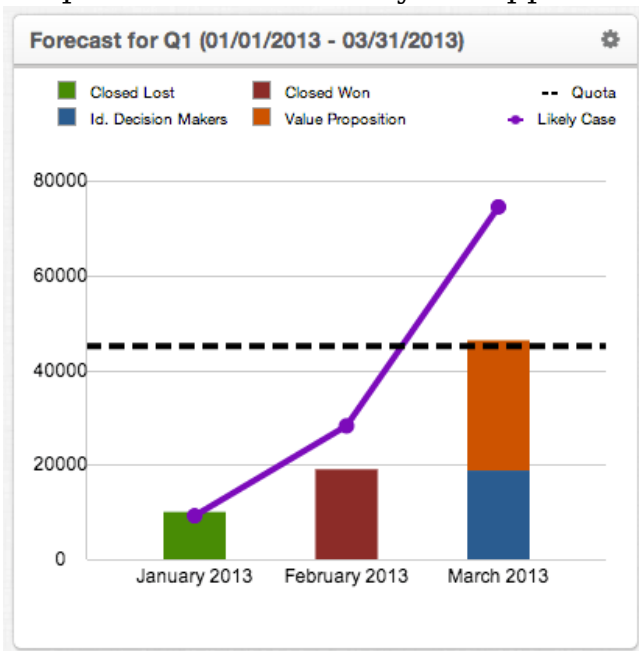 Forecast for Q1 (01/01/2013 - 03/31/2013)
Closed Lost Closed Won Quota
Id. Decision Makers Value Proposition Likely Case
80000
60000
40000
20000
0
January 2013 February 2013 March 2013